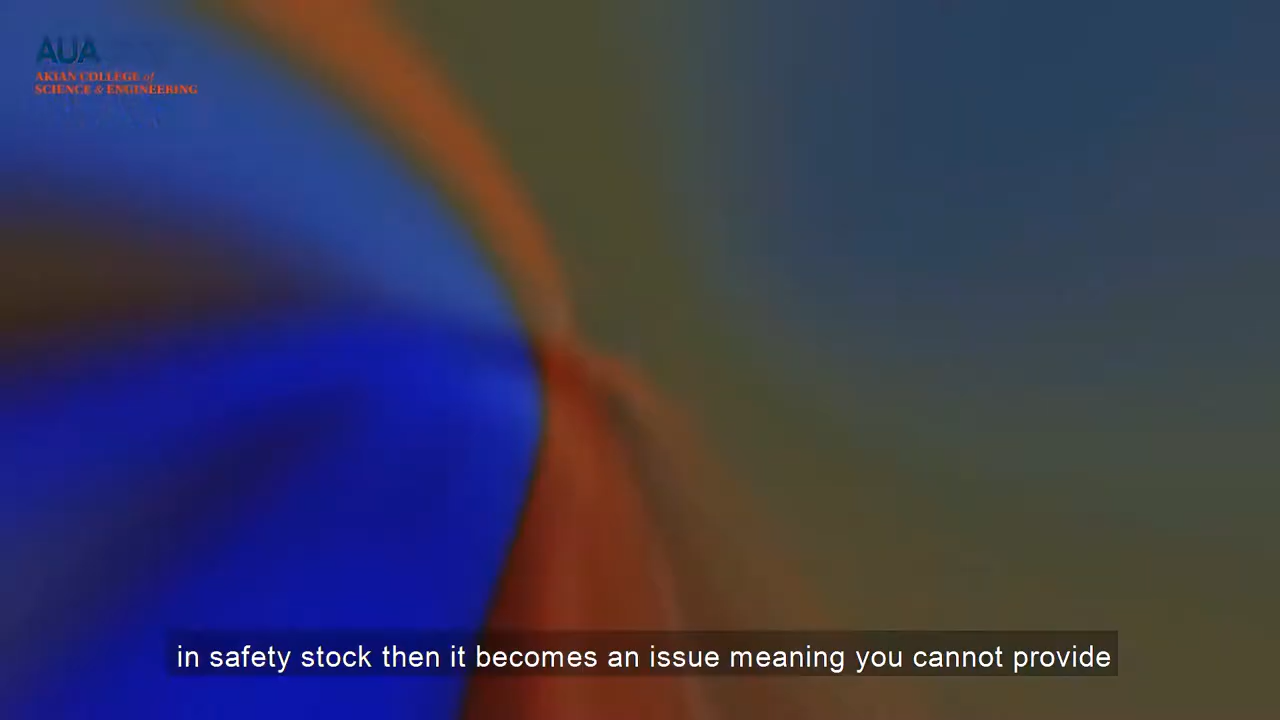 AUA
AKIAN COLLEGE of
SCIENCE & ENGINEERING
in safety stock then it becomes an issue meaning you cannot provide